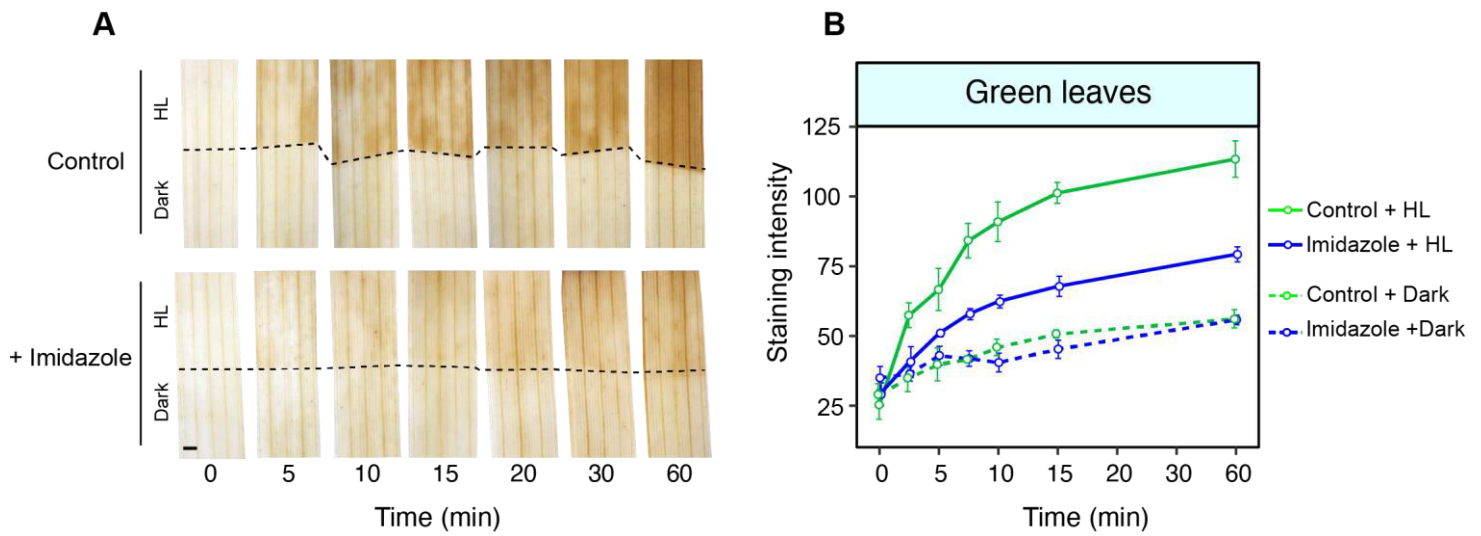 A
Control
HL
Dark
+ Imidazole
HL
Dark
0 5 10 15 20 30 60
Time (min)
B
Green leaves
Staining intensity
125
100
75
50
25
0 5 10 15 20 30 60
Time (min)
Control + HL
Imidazole + HL
Control + Dark
Imidazole +Dark